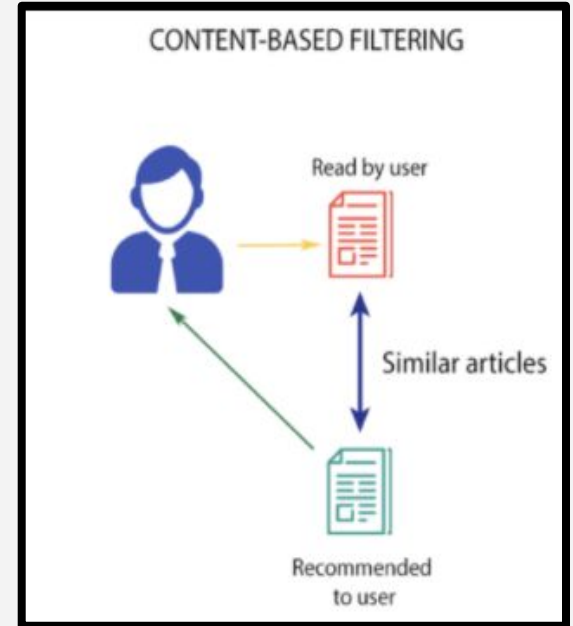 CONTENT-BASED FILTERING
Read by user
Similar articles
Recommended
to user